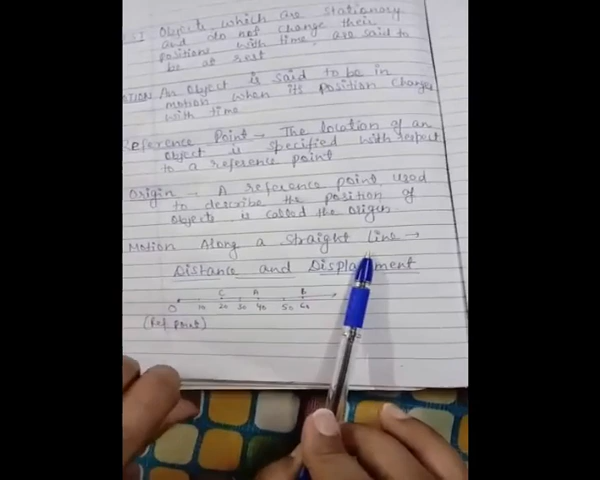 Objects which are stationary
and do not change their
positions with time, are said to
be at rest
An Object is said to be in
motion when its position changes
with time
Reference Point - The location of an
object is specified with respect
to a reference point
Origin - A reference point used
to describe the position of
Objects is called the origin
Motion Along a Straight Line →
Distance and Displacement
C A B
O 10 20 30 40 50 60
(Ref. point)